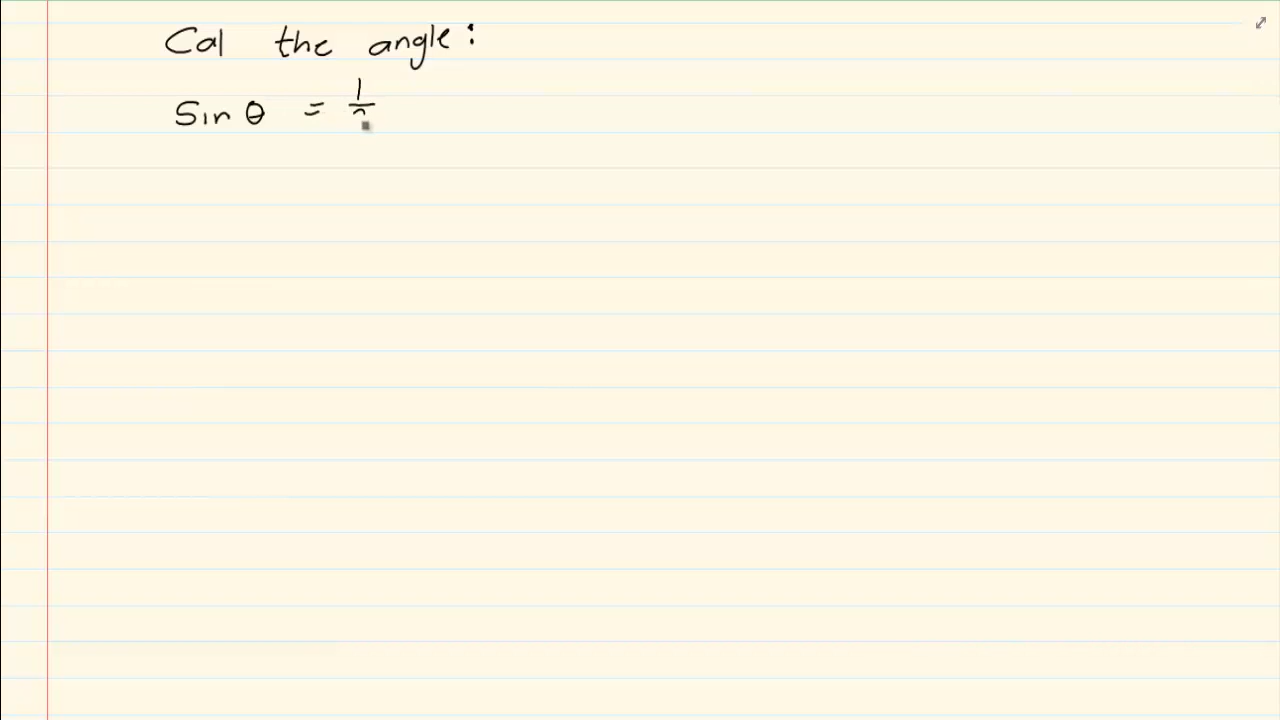 Cal the angle:
Sin θ = 1/